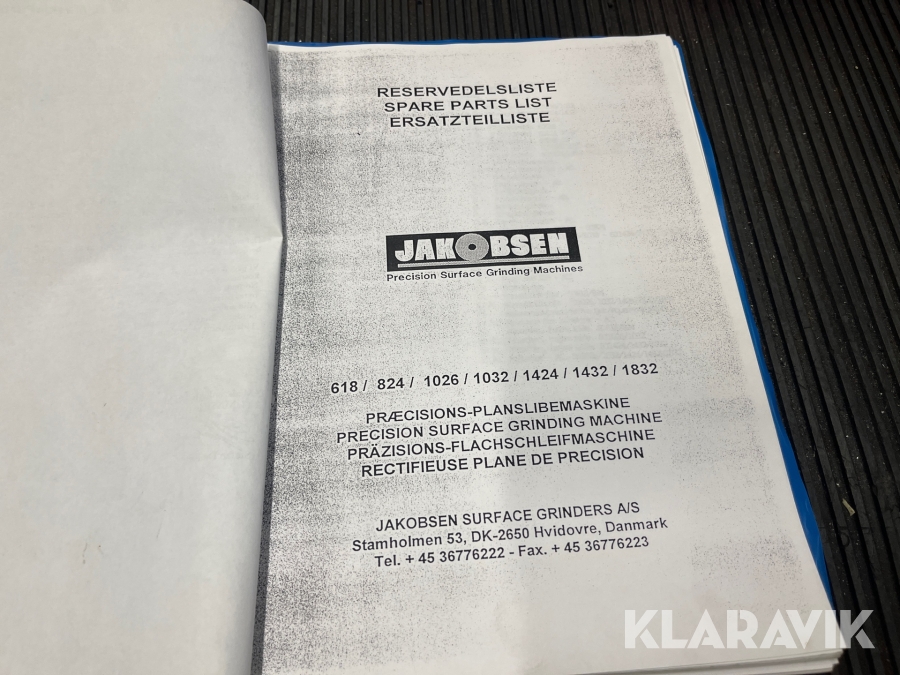 RESERVEDELSLISTE
SPARE PARTS LIST
ERSATZTEILLISTE
JAKOBSEN
Precision Surface Grinding Machines
618 / 824 / 1026 / 1032 / 1424 / 1432 / 1832
PRÆCISIONS-PLANSLIBEMASKINE
PRECISION SURFACE GRINDING MACHINE
PRÄZISIONS-FLACHSCHLEIFMASCHINE
RECTIFIEUSE PLANE DE PRECISION
JAKOBSEN SURFACE GRINDERS A/S
Stamholmen 53, DK-2650 Hvidovre, Danmark
Tel. + 45 36776222 - Fax. + 45 36776223
KLARAVIK